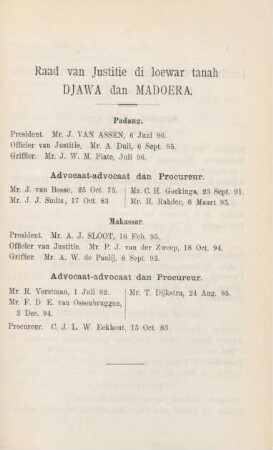 Raad van Justitie di loewar tanah
DJAWA dan MADOERA.
Padang.
President. Mr. J. VAN ASSEN, 6 Juni 96.
Officier van Justitie, Mr. A. Dull, 6 Sept. 95.
Griffier. Mr. J. W. M. Plate, Juli 96.
Advocaat-advocaat dan Procureur.
Mr. J. van Bosse, 25 Oct. 75.
Mr. J. J. Smits, 17 Oct. 83
Mr. C. H. Gockinga, 23 Sept. 91.
Mr. H. Rahder, 6 Maart 95.
Makassar.
President. Mr. A. J. SLOOT, 18 Feb. 95.
Officier van Justitie. Mr. P. J. van der Zweep, 18 Oct. 94.
Griffier. Mr. A. W. de Paulij, 8 Sept. 93.
Advocaat-advocaat dan Procureur.
Mr. R. Verstman, 1 Juli 82.
Mr. F. D. E. van Ossenbruggen,
3 Dec. 94.
Mr. T. Dijkstra, 24 Aug. 95.
Procureur. C. J. L. W. Eekhout, 15 Oct. 83